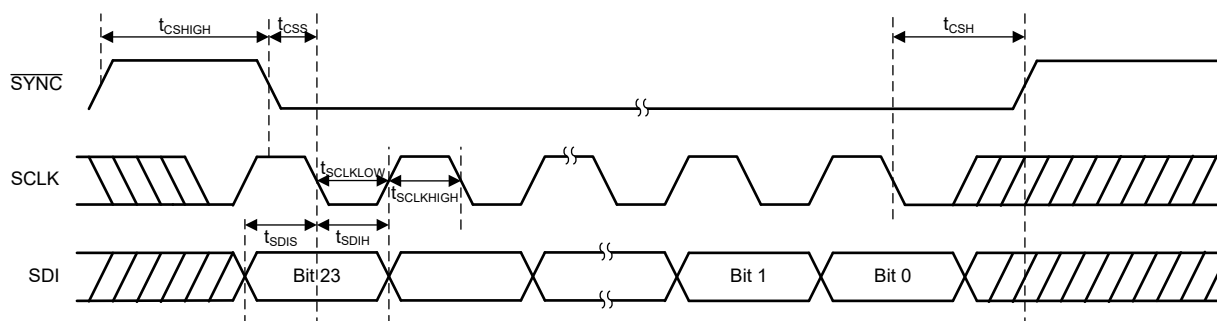 tCSHIGH
tCSS
tCSH
SYNC
SCLK
tSCLKLOW
tSCLKHIGH
tSDIS
tSDIH
SDI
Bit 23
Bit 1
Bit 0